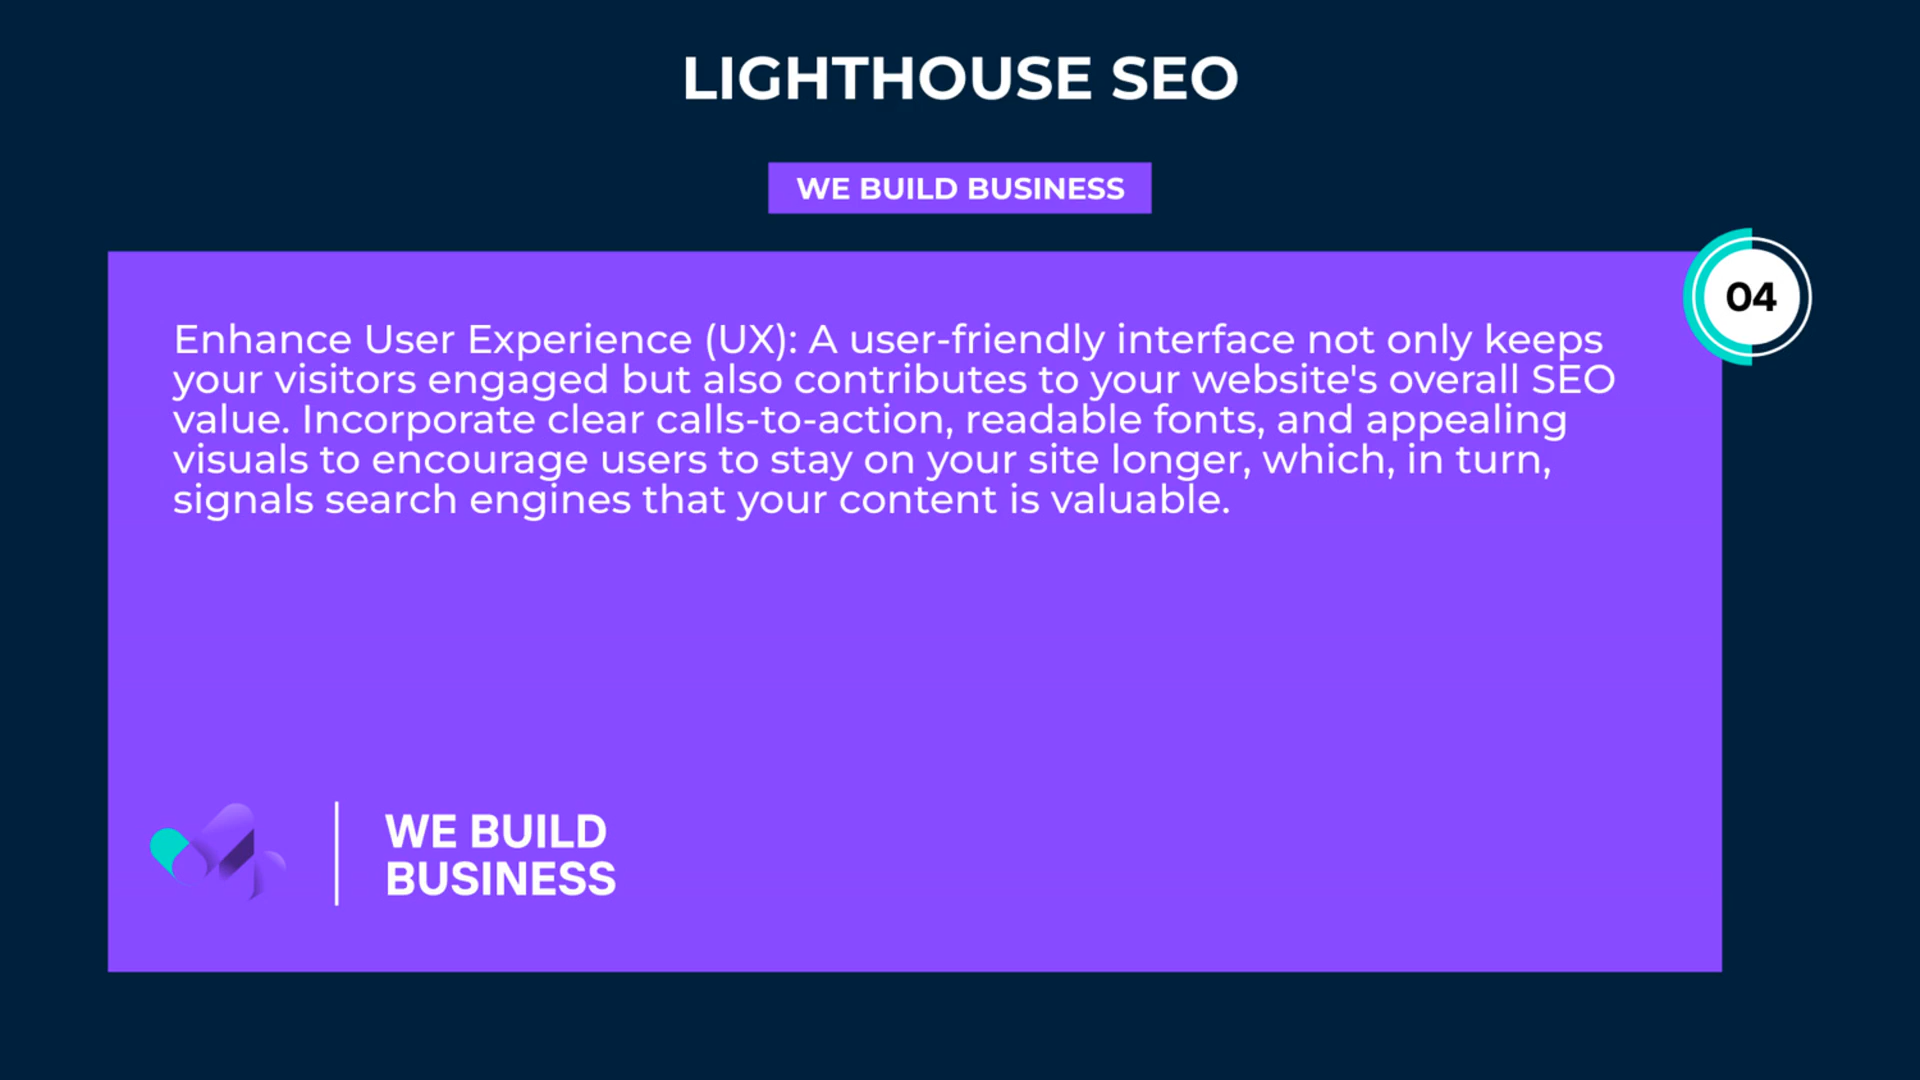 LIGHTHOUSE SEO
WE BUILD BUSINESS
04
Enhance User Experience (UX): A user-friendly interface not only keeps
your visitors engaged but also contributes to your website's overall SEO
value. Incorporate clear calls-to-action, readable fonts, and appealing
visuals to encourage users to stay on your site longer, which, in turn,
signals search engines that your content is valuable.
WE BUILD
BUSINESS